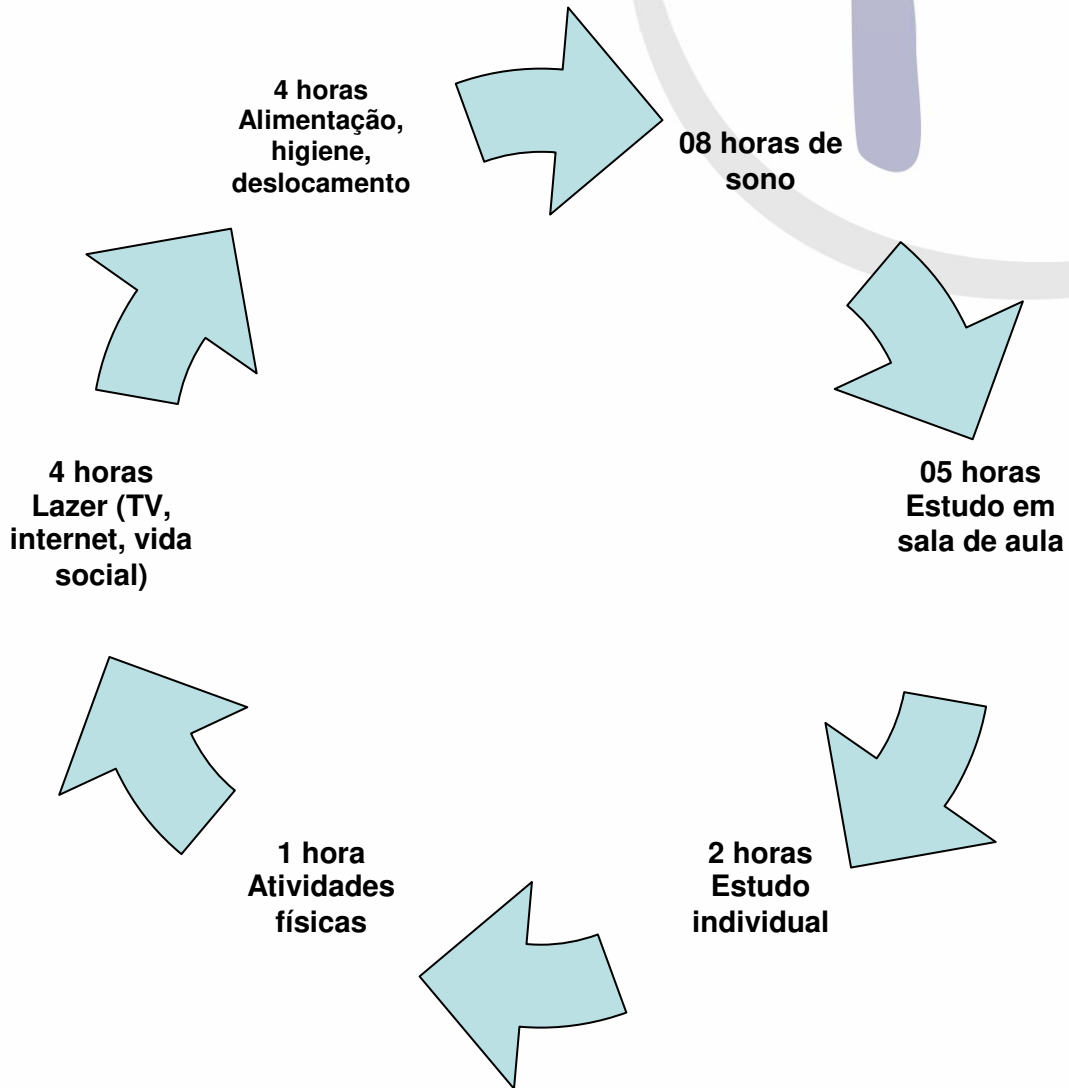 4 horas
Alimentação,
higiene,
deslocamento
08 horas de
sono
05 horas
Estudo em
sala de aula
2 horas
Estudo
individual
1 hora
Atividades
físicas
4 horas
Lazer (TV,
internet, vida
social)